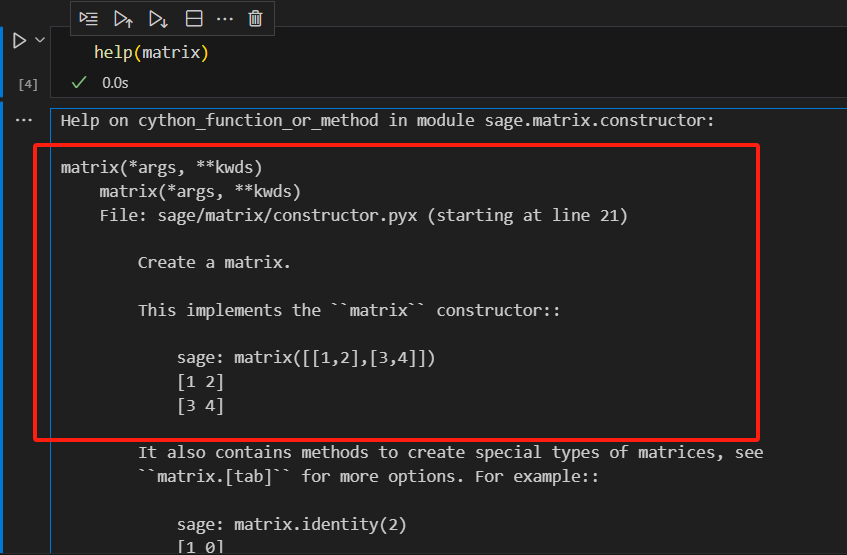 help(matrix)
[4]
0.0s
Help on cython_function_or_method in module sage.matrix.constructor:
matrix(*args, **kwds)
matrix(*args, **kwds)
File: sage/matrix/constructor.pyx (starting at line 21)
Create a matrix.
This implements the ``matrix`` constructor::
sage: matrix([[1,2],[3,4]])
[1 2]
[3 4]
It also contains methods to create special types of matrices, see
``matrix.[tab]`` for more options. For example::
sage: matrix.identity(2)
[1 0]